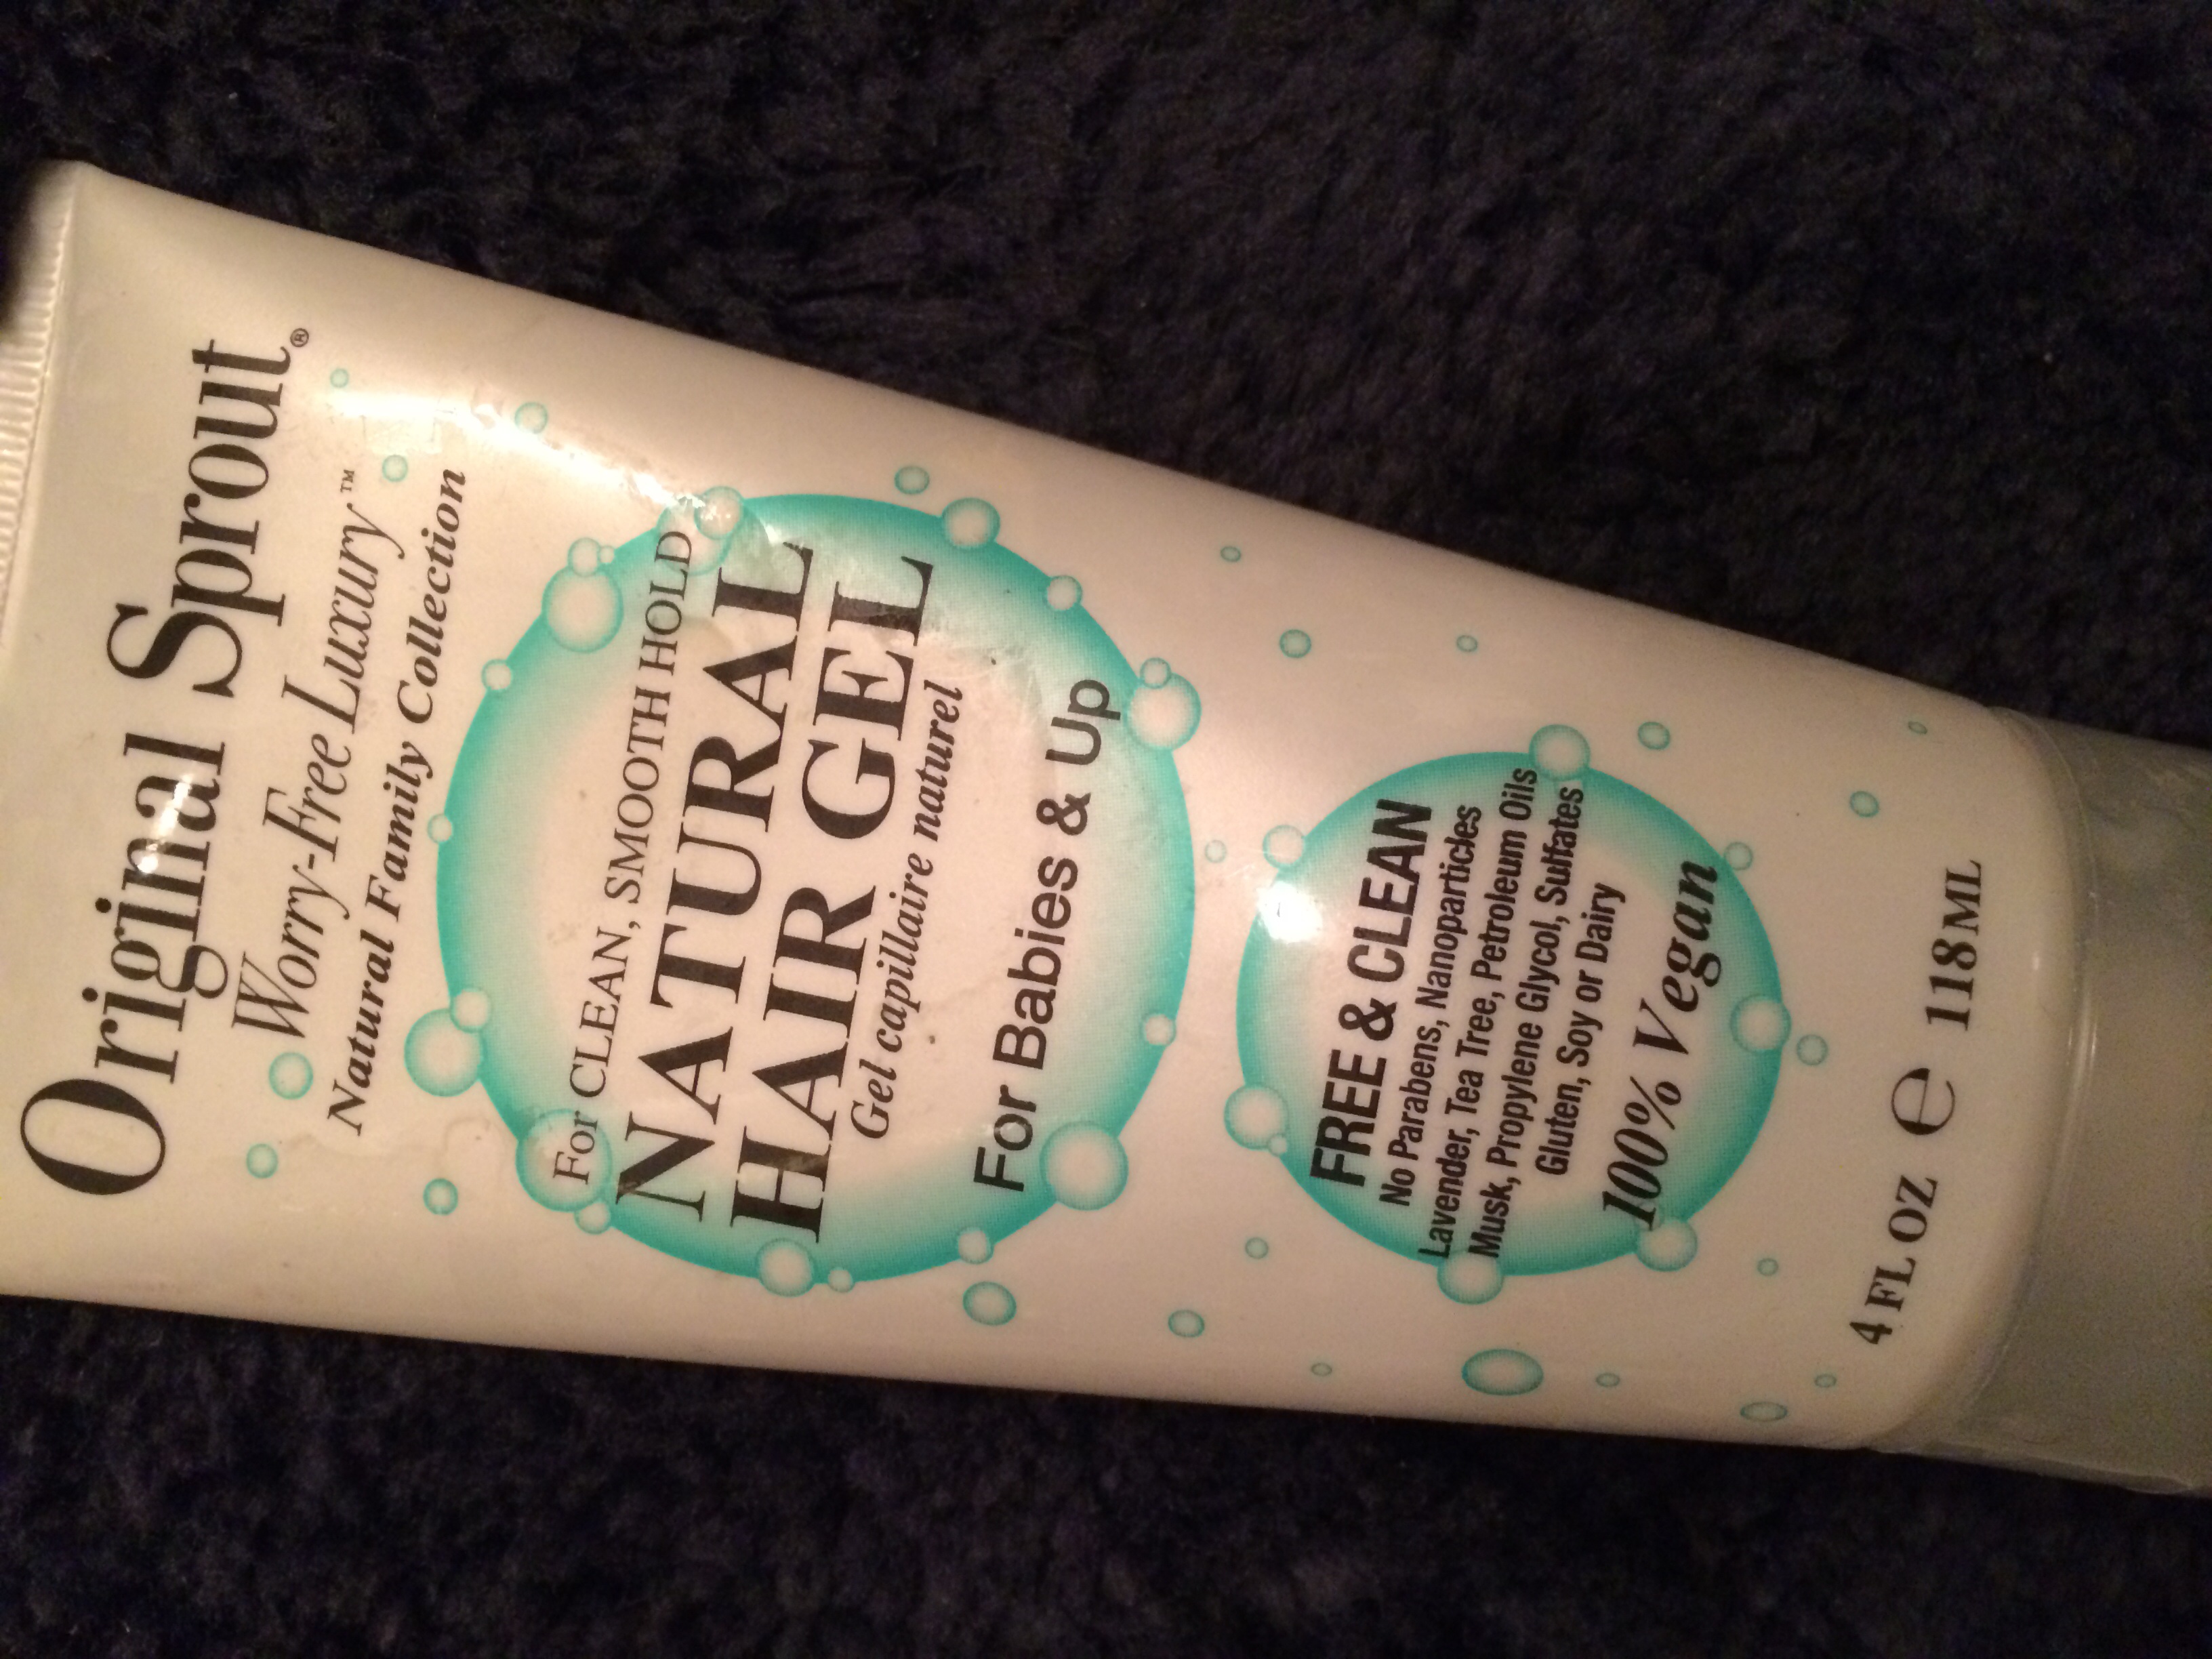 Original Sprout®
Worry-Free Luxury™
Natural Family Collection
For CLEAN, SMOOTH HOLD
NATURAL
HAIR GEL
Gel capillaire naturel
For Babies & Up
FREE & CLEAN
No Parabens, Nanoparticles
Lavender, Tea Tree, Petroleum Oils
Musk, Propylene Glycol, Sulfates
Gluten, Soy or Dairy
100% Vegan
4 FL OZ ℮ 118ML